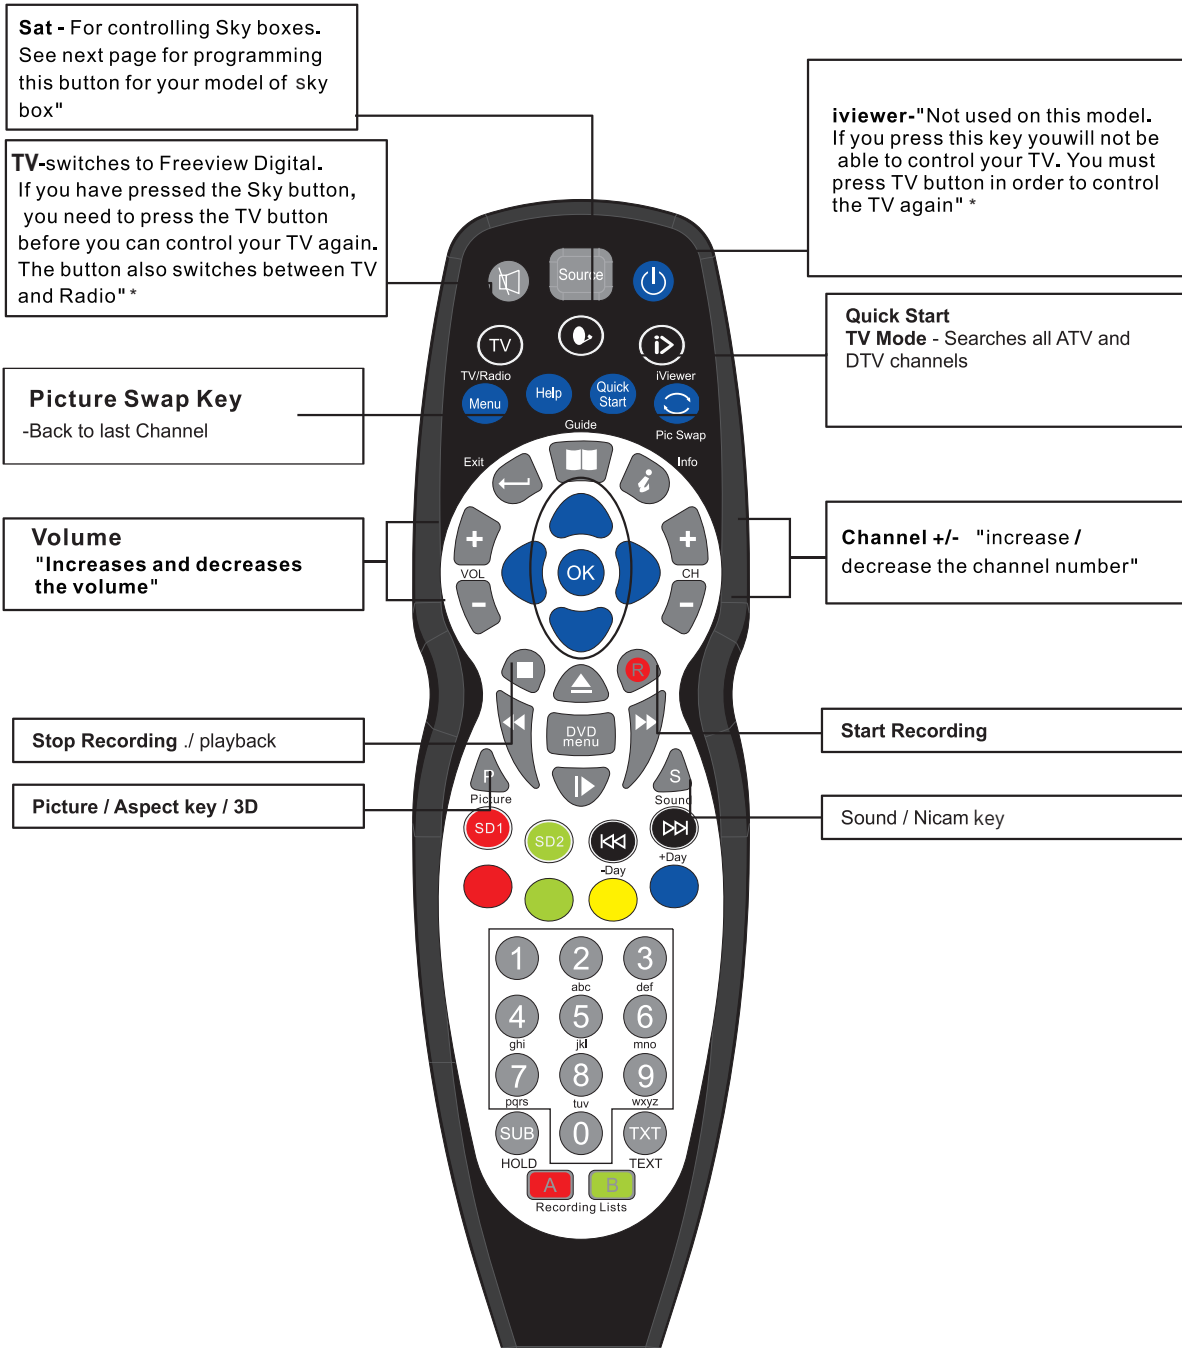 Sat - For controlling Sky boxes.
See next page for programming
this button for your model of sky
box"
TV-switches to Freeview Digital.
If you have pressed the Sky button,
you need to press the TV button
before you can control your TV again.
The button also switches between TV
and Radio" *
Picture Swap Key
-Back to last Channel
Volume
"Increases and decreases
the volume"
Stop Recording ./ playback
Picture / Aspect key / 3D
iviewer-"Not used on this model.
If you press this key youwill not be
able to control your TV. You must
press TV button in order to control
the TV again" *
Quick Start
TV Mode - Searches all ATV and
DTV channels
Channel +/- "increase /
decrease the channel number"
Start Recording
Sound / Nicam key
Source
TV
i
TV/Radio
iViewer
Menu
Help
Quick
Start
Guide
Pic Swap
Exit
i
Info
+
+
VOL
OK
CH
-
-
R
DVD
menu
P
S
Picture
Sound
SD1
SD2
-Day
+Day
1
2
3
abc
def
4
5
6
ghi
jkl
mno
7
8
9
pqrs
tuv
wxyz
SUB
0
TXT
HOLD
TEXT
A
B
Recording Lists